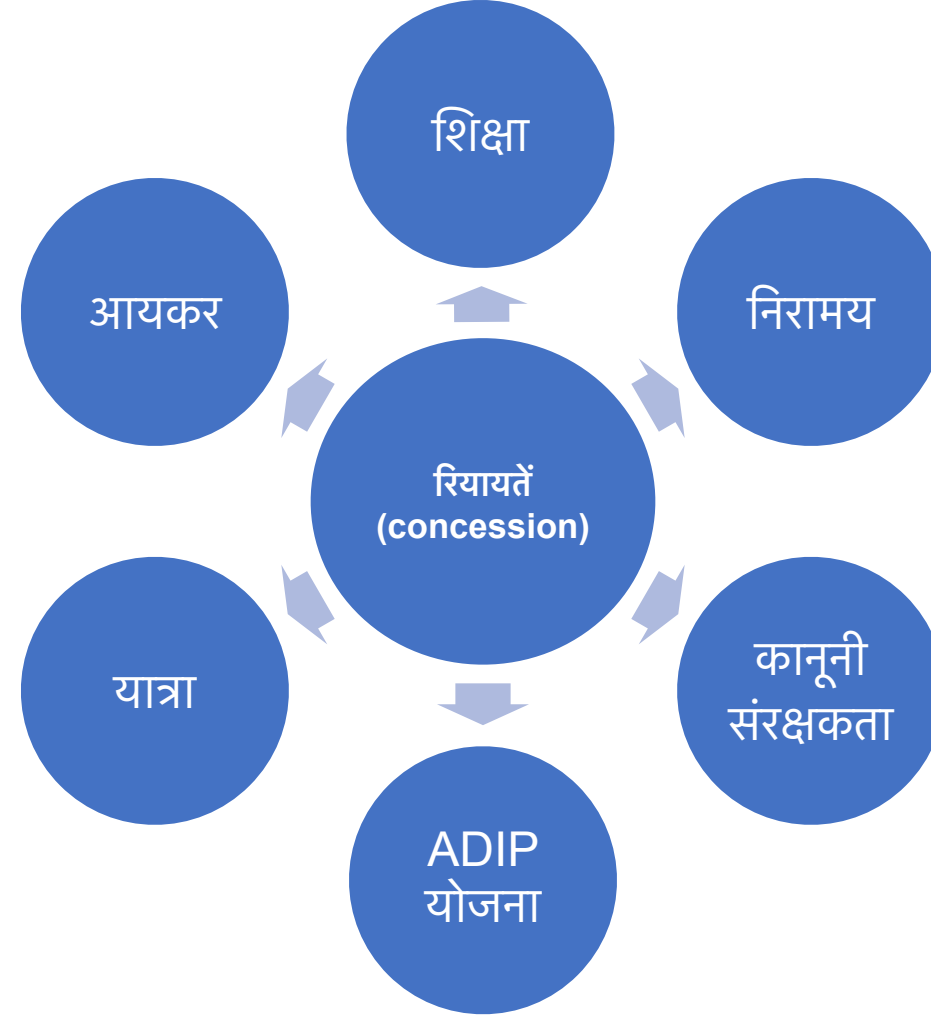 शिक्षा
आयकर
निरामय
रियायतें
(concession)
यात्रा
कानूनी
संरक्षकता
ADIP
योजना